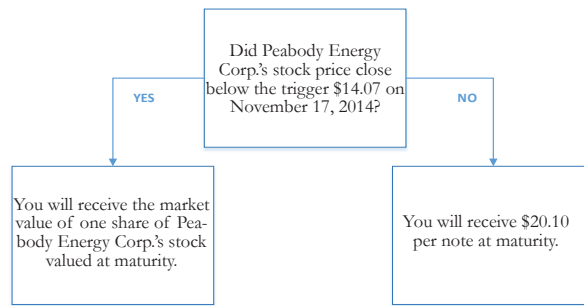 Did Peabody Energy
Corp.'s stock price close
below the trigger $14.07 on
November 17, 2014?
YES
NO
You will receive the market
value of one share of Pea-
body Energy Corp.'s stock
valued at maturity.
You will receive $20.10
per note at maturity.